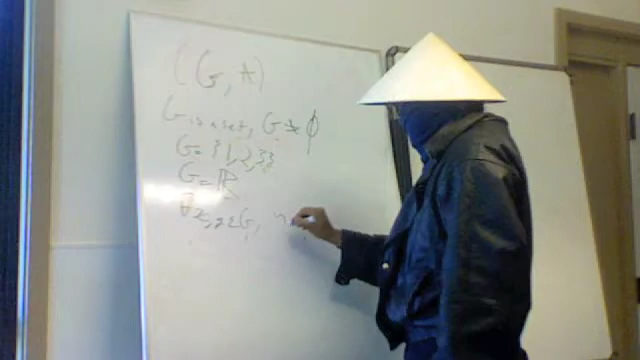 (G, *)
G is a set, G ≠ ϕ
G = {1, 2, 3}
G = ℝ
∀ x, y ∈ G,